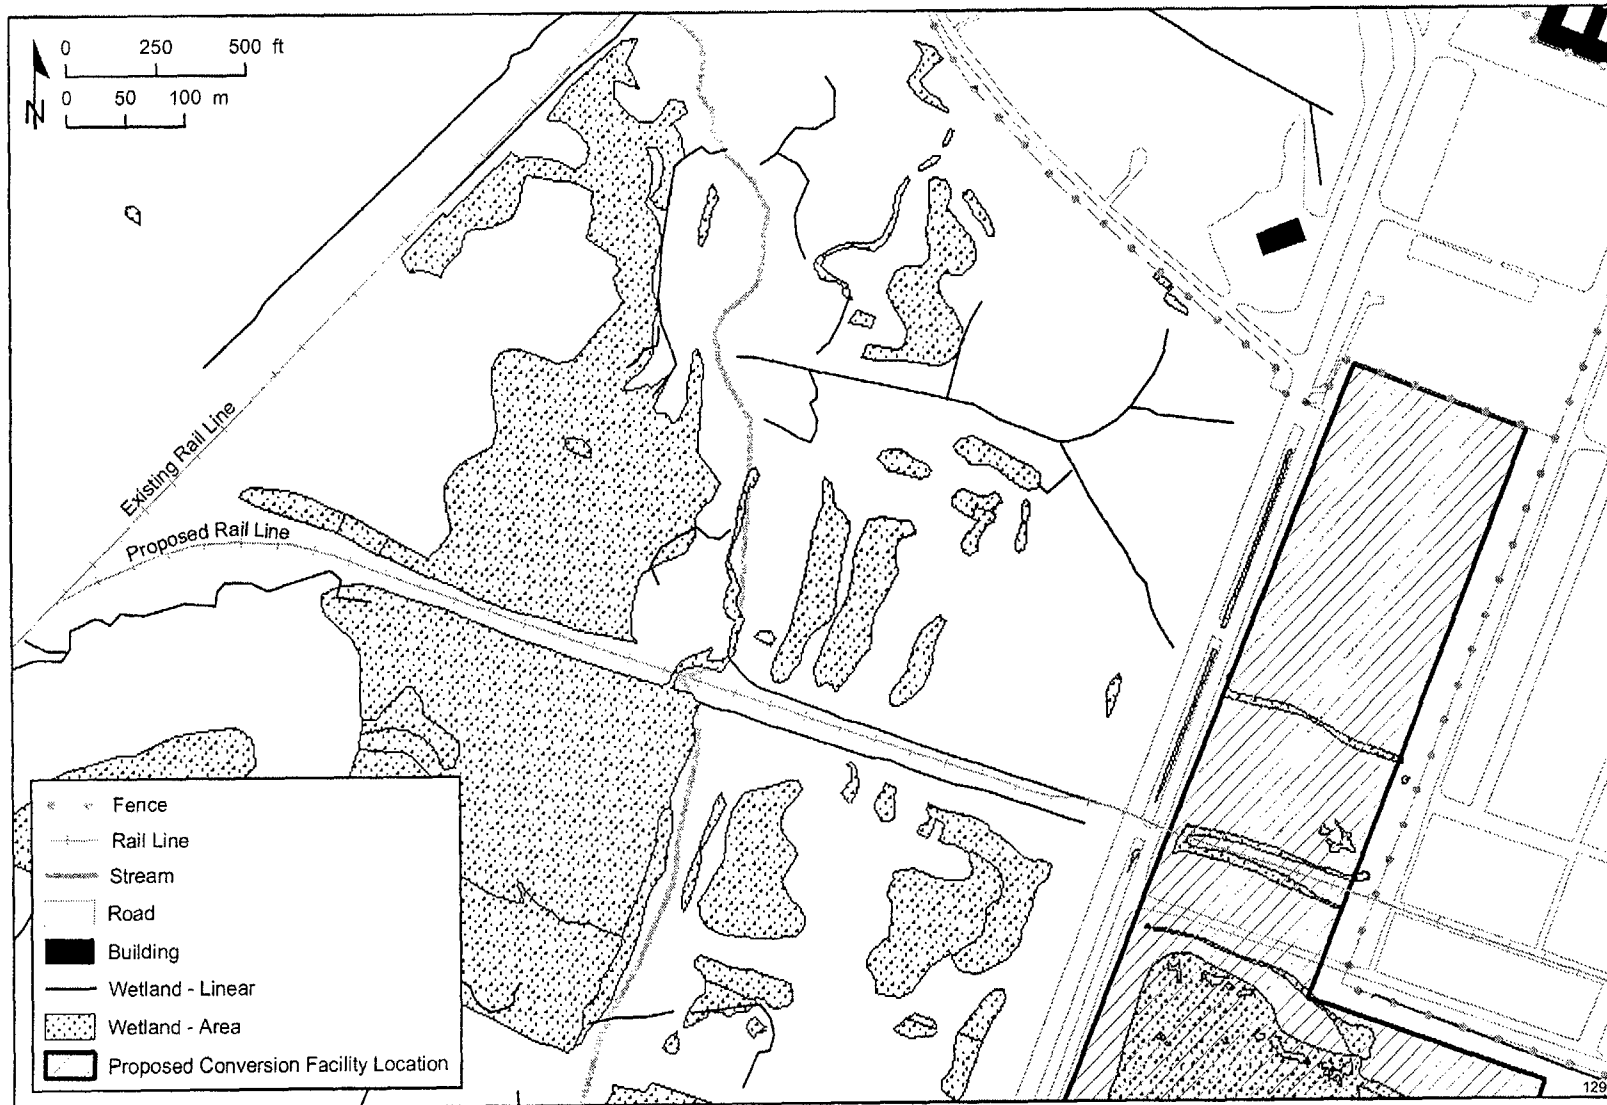 0 250 500 ft
0 50 100 m
N
Existing Rail Line
Proposed Rail Line
Fence
Rail Line
Stream
Road
Building
Wetland - Linear
Wetland - Area
Proposed Conversion Facility Location
129